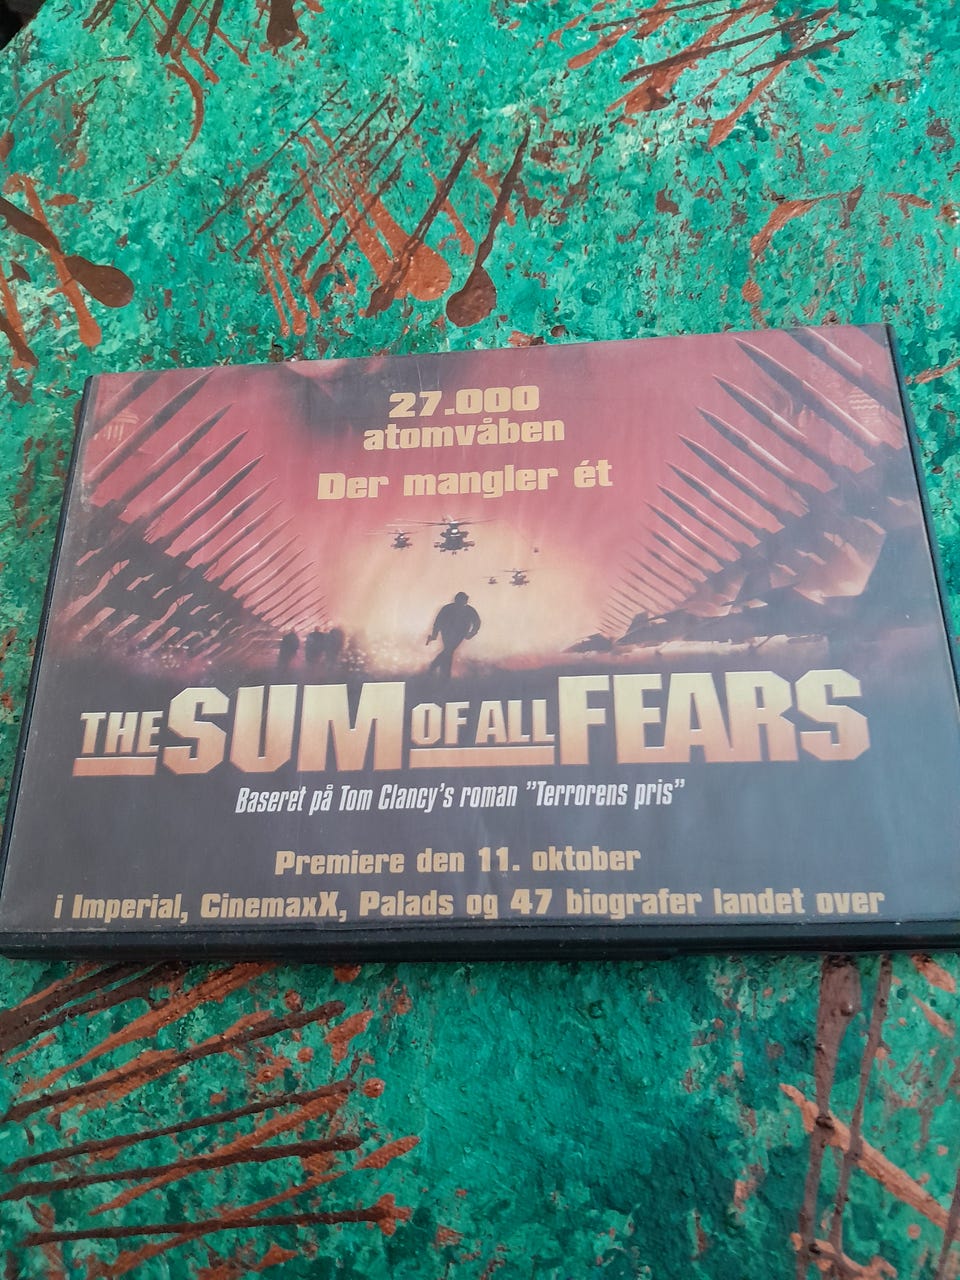 27.000
atomvåben
Der mangler ét
THE SUM OF ALL FEARS
Baseret på Tom Clancy's roman "Terrorens pris"
Premiere den 11. oktober
i Imperial, CinemaxX, Palads og 47 biografer landet over